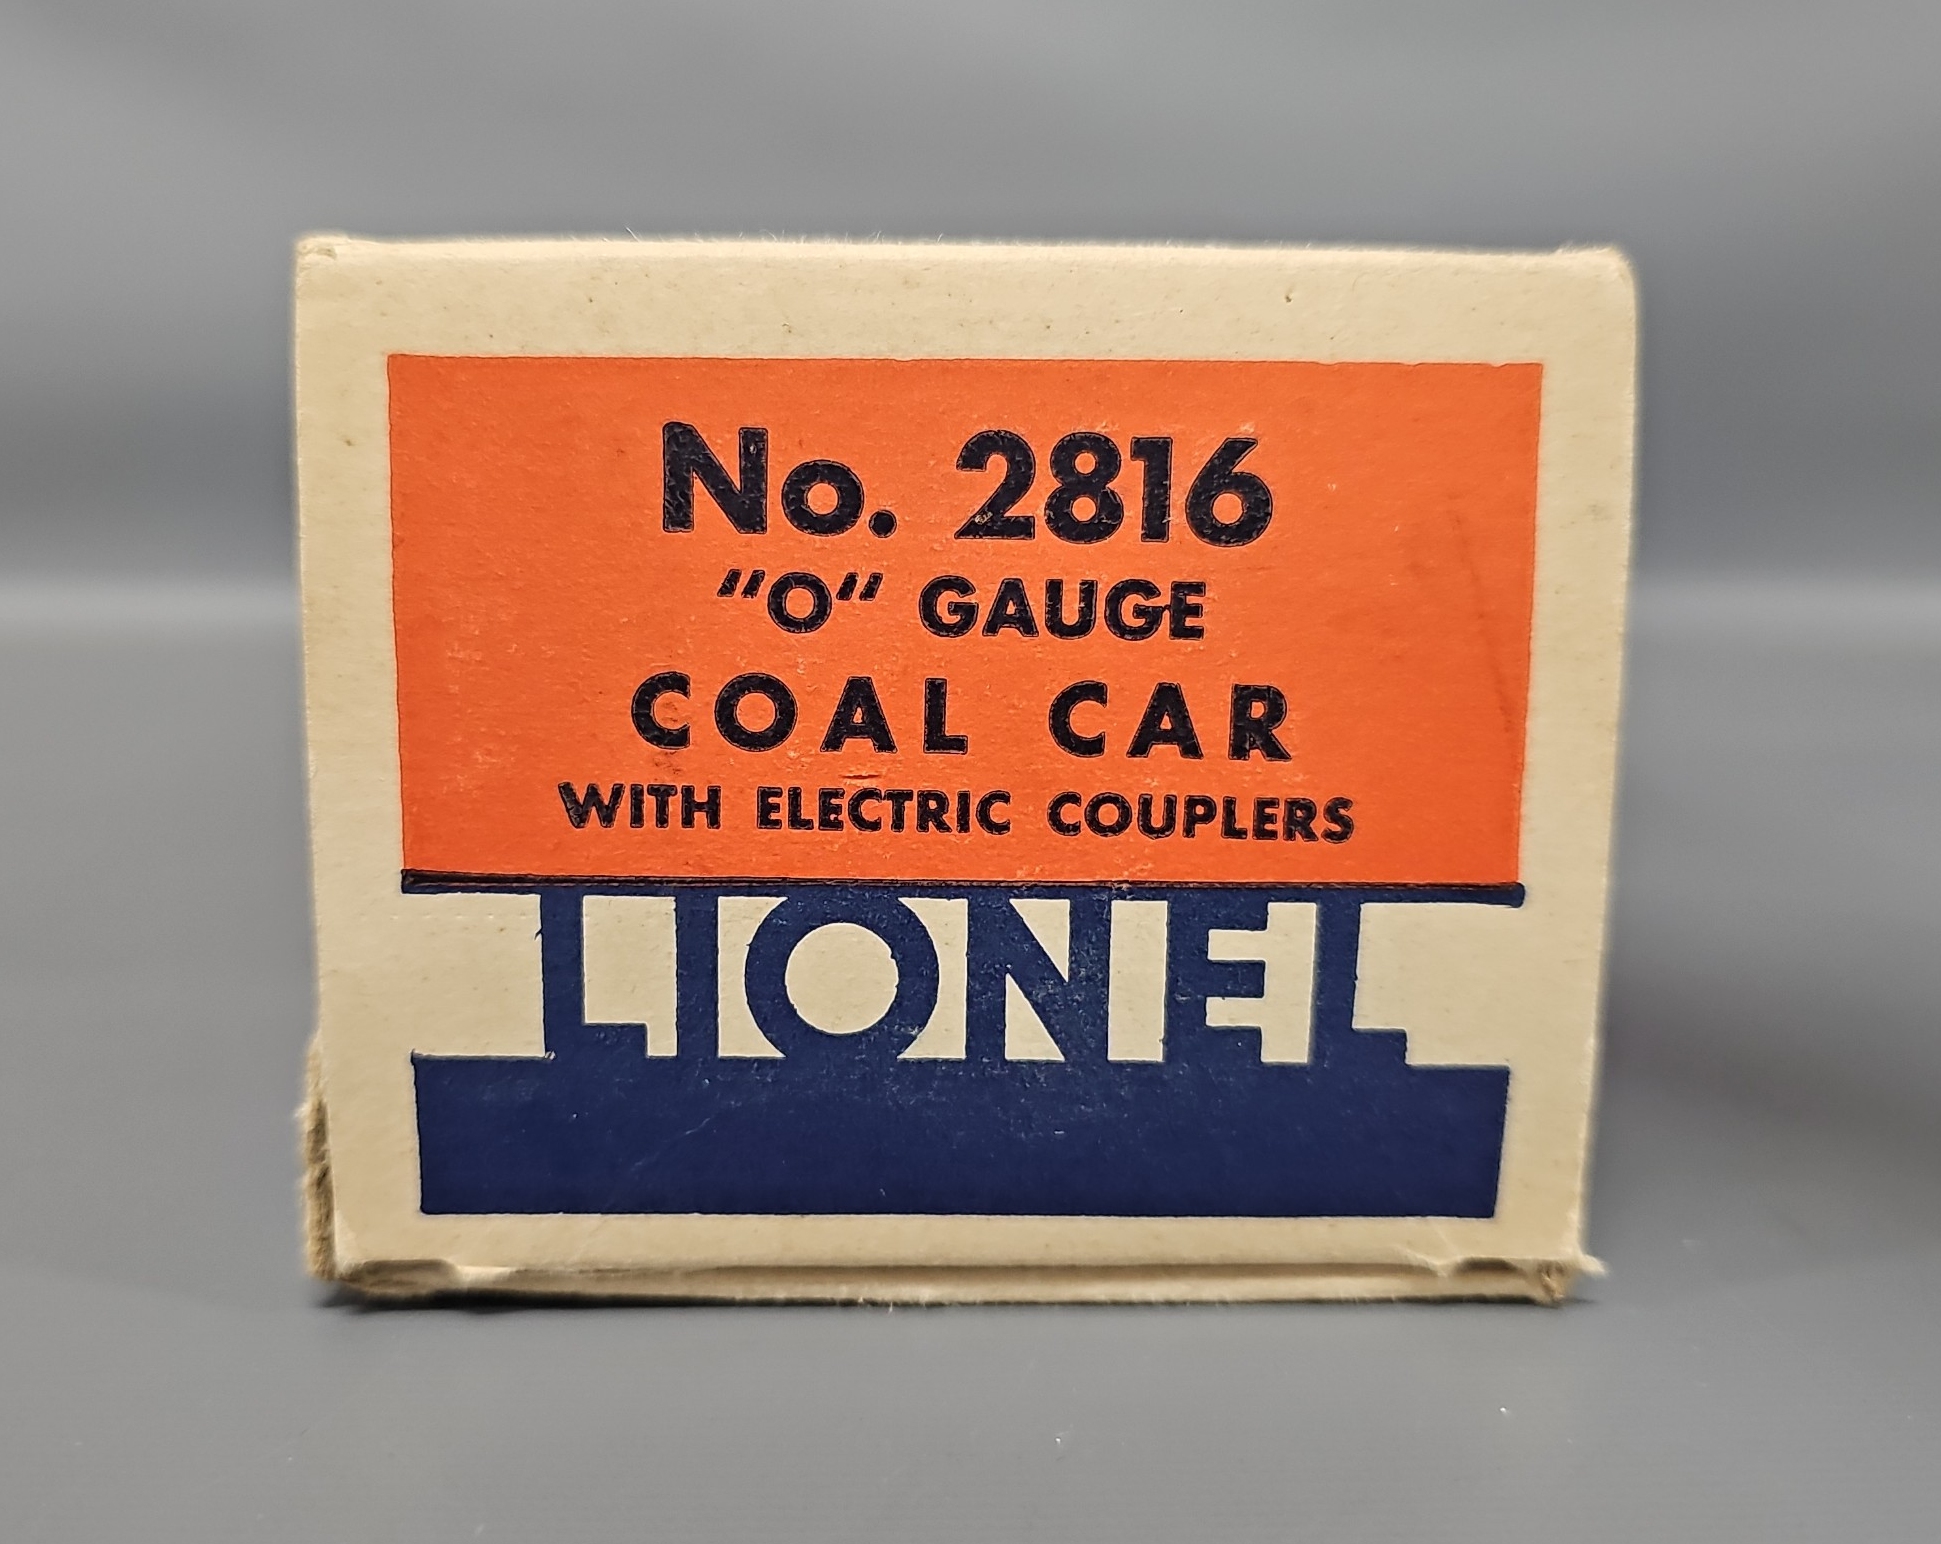 No. 2816
"O" GAUGE
COAL CAR
WITH ELECTRIC COUPLERS
LIONEL